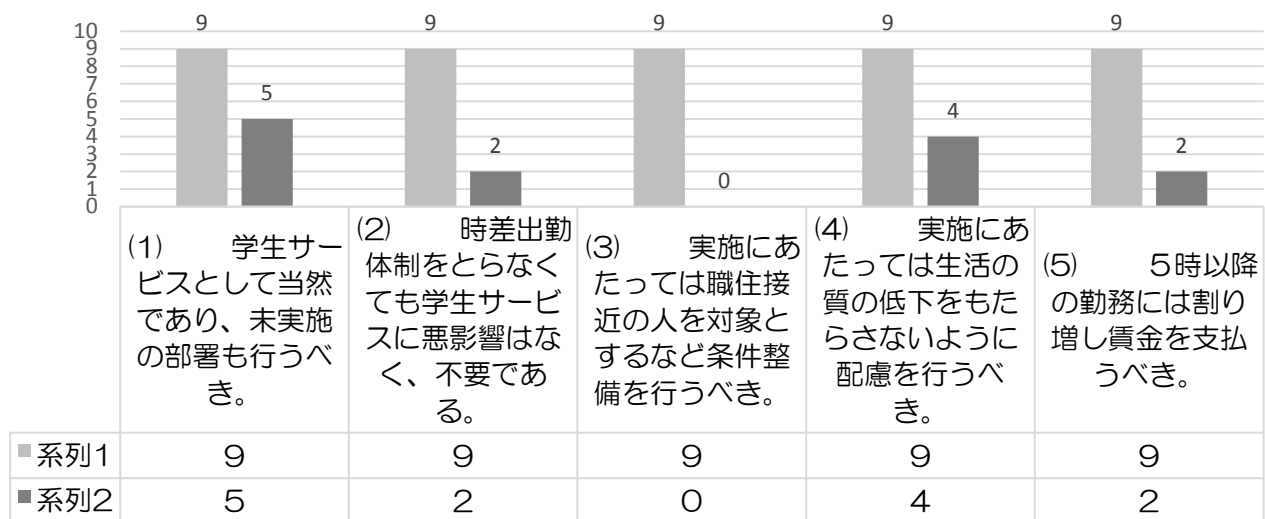 9 9 9 9 9
5 2 0 4 2
10
9
8
7
6
5
4
3
2
1
0
(1) 学生サー
ビスとして当然
であり、未実施
の部署も行うべ
き。
(2) 時差出勤
体制をとらなく
ても学生サービ
スに悪影響はな
く、不要であ
る。
(3) 実施にあ
たっては職住接
近の人を対象と
するなど条件整
備を行うべき。
(4) 実施にあ
たっては生活の
質の低下をもた
らさないように
配慮を行うべ
き。
(5) 5時以降
の勤務には割り
増し賃金を支払
うべき。
系列1 9 9 9 9 9
系列2 5 2 0 4 2